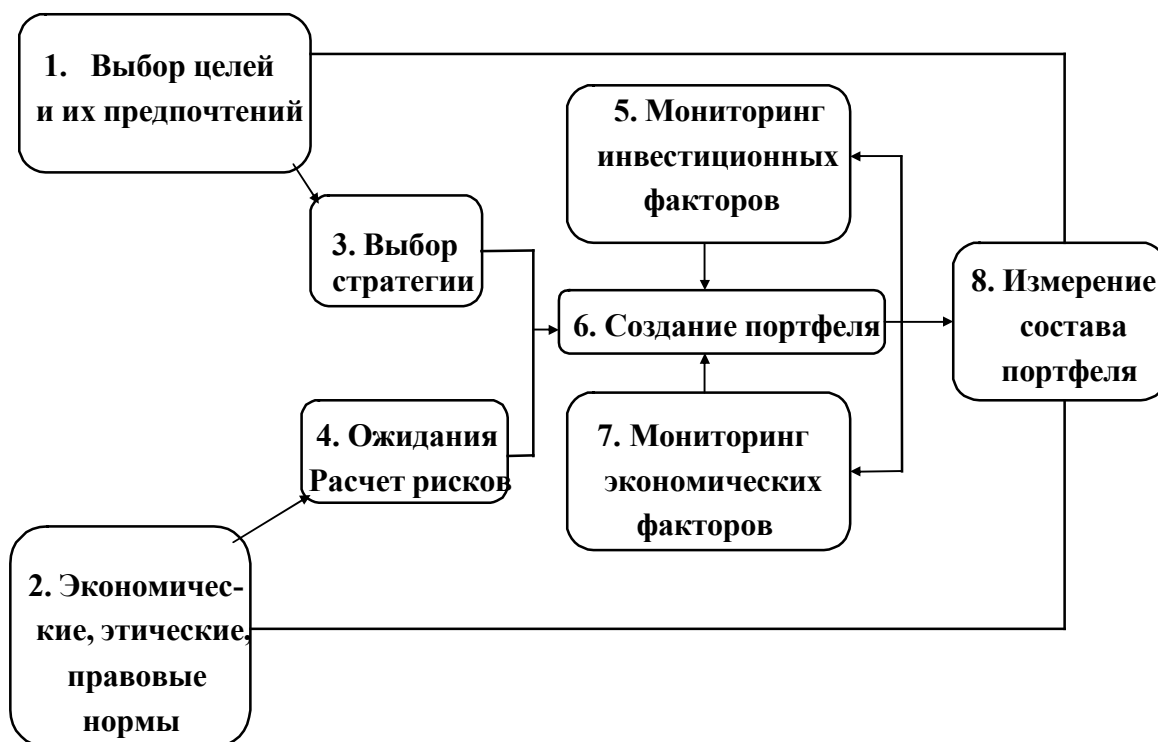 1. Выбор целей
и их предпочтений
5. Мониторинг
инвестиционных
факторов
3. Выбор
стратегии
6. Создание портфеля
8. Измерение
состава
портфеля
4. Ожидания
Расчет рисков
7. Мониторинг
экономических
факторов
2. Экономичес-
кие, этические,
правовые
нормы